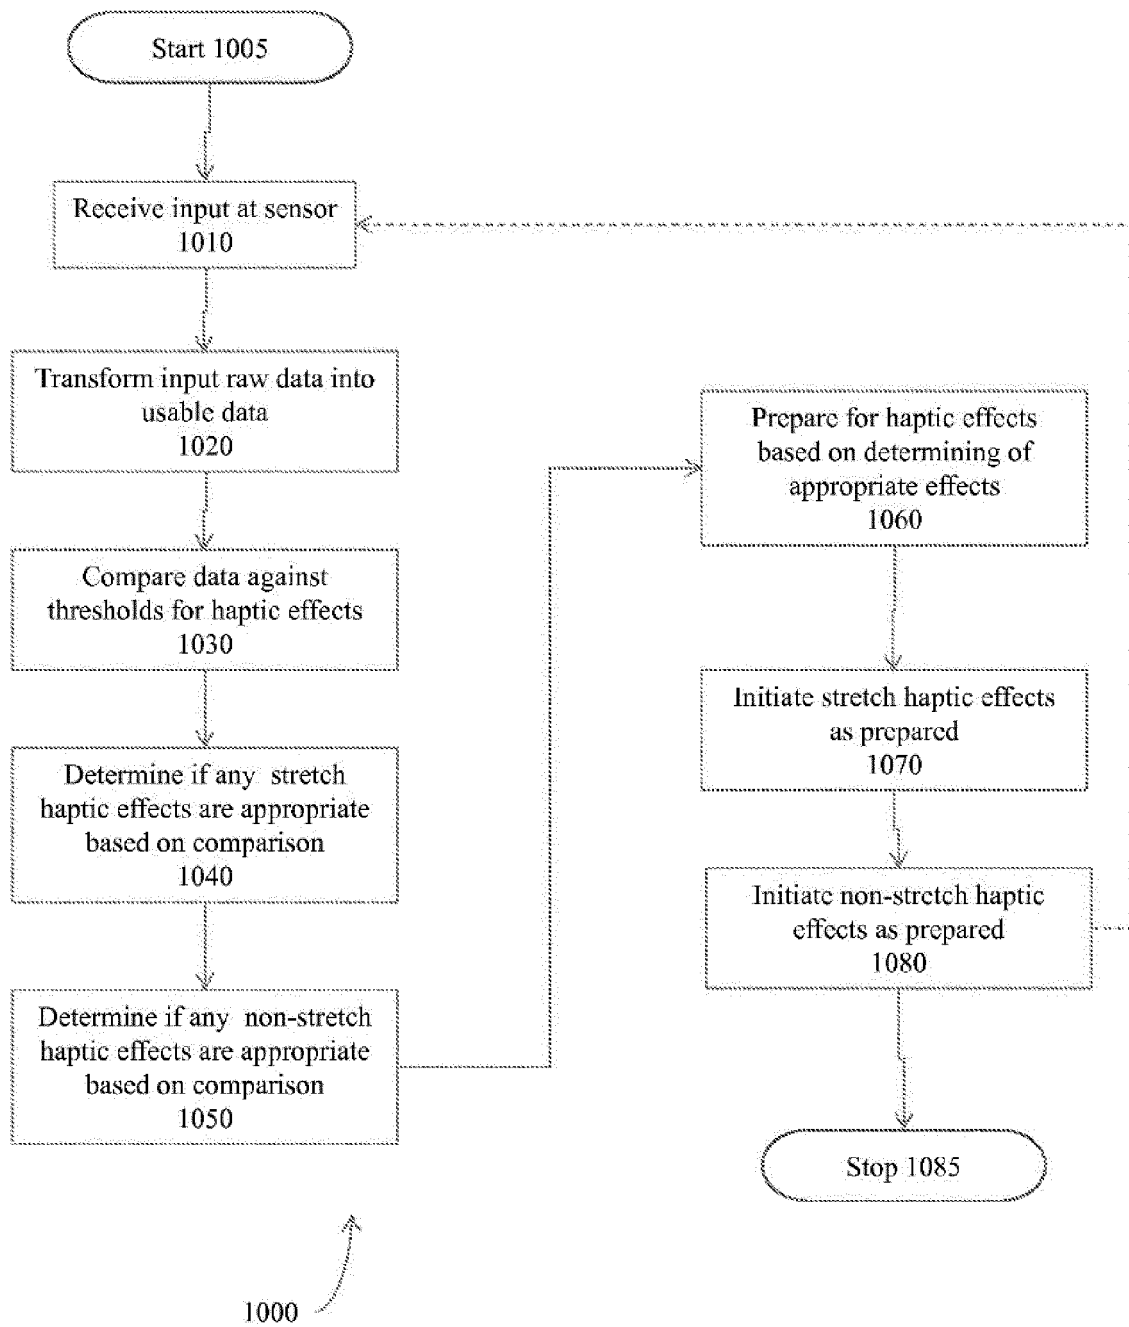 Start 1005
Receive input at sensor
1010
Transform input raw data into
usable data
1020
Compare data against
thresholds for haptic effects
1030
Determine if any stretch
haptic effects are appropriate
based on comparison
1040
Determine if any non-stretch
haptic effects are appropriate
based on comparison
1050
Prepare for haptic effects
based on determining of
appropriate effects
1060
Initiate stretch haptic effects
as prepared
1070
Initiate non-stretch haptic
effects as prepared
1080
Stop 1085
1000